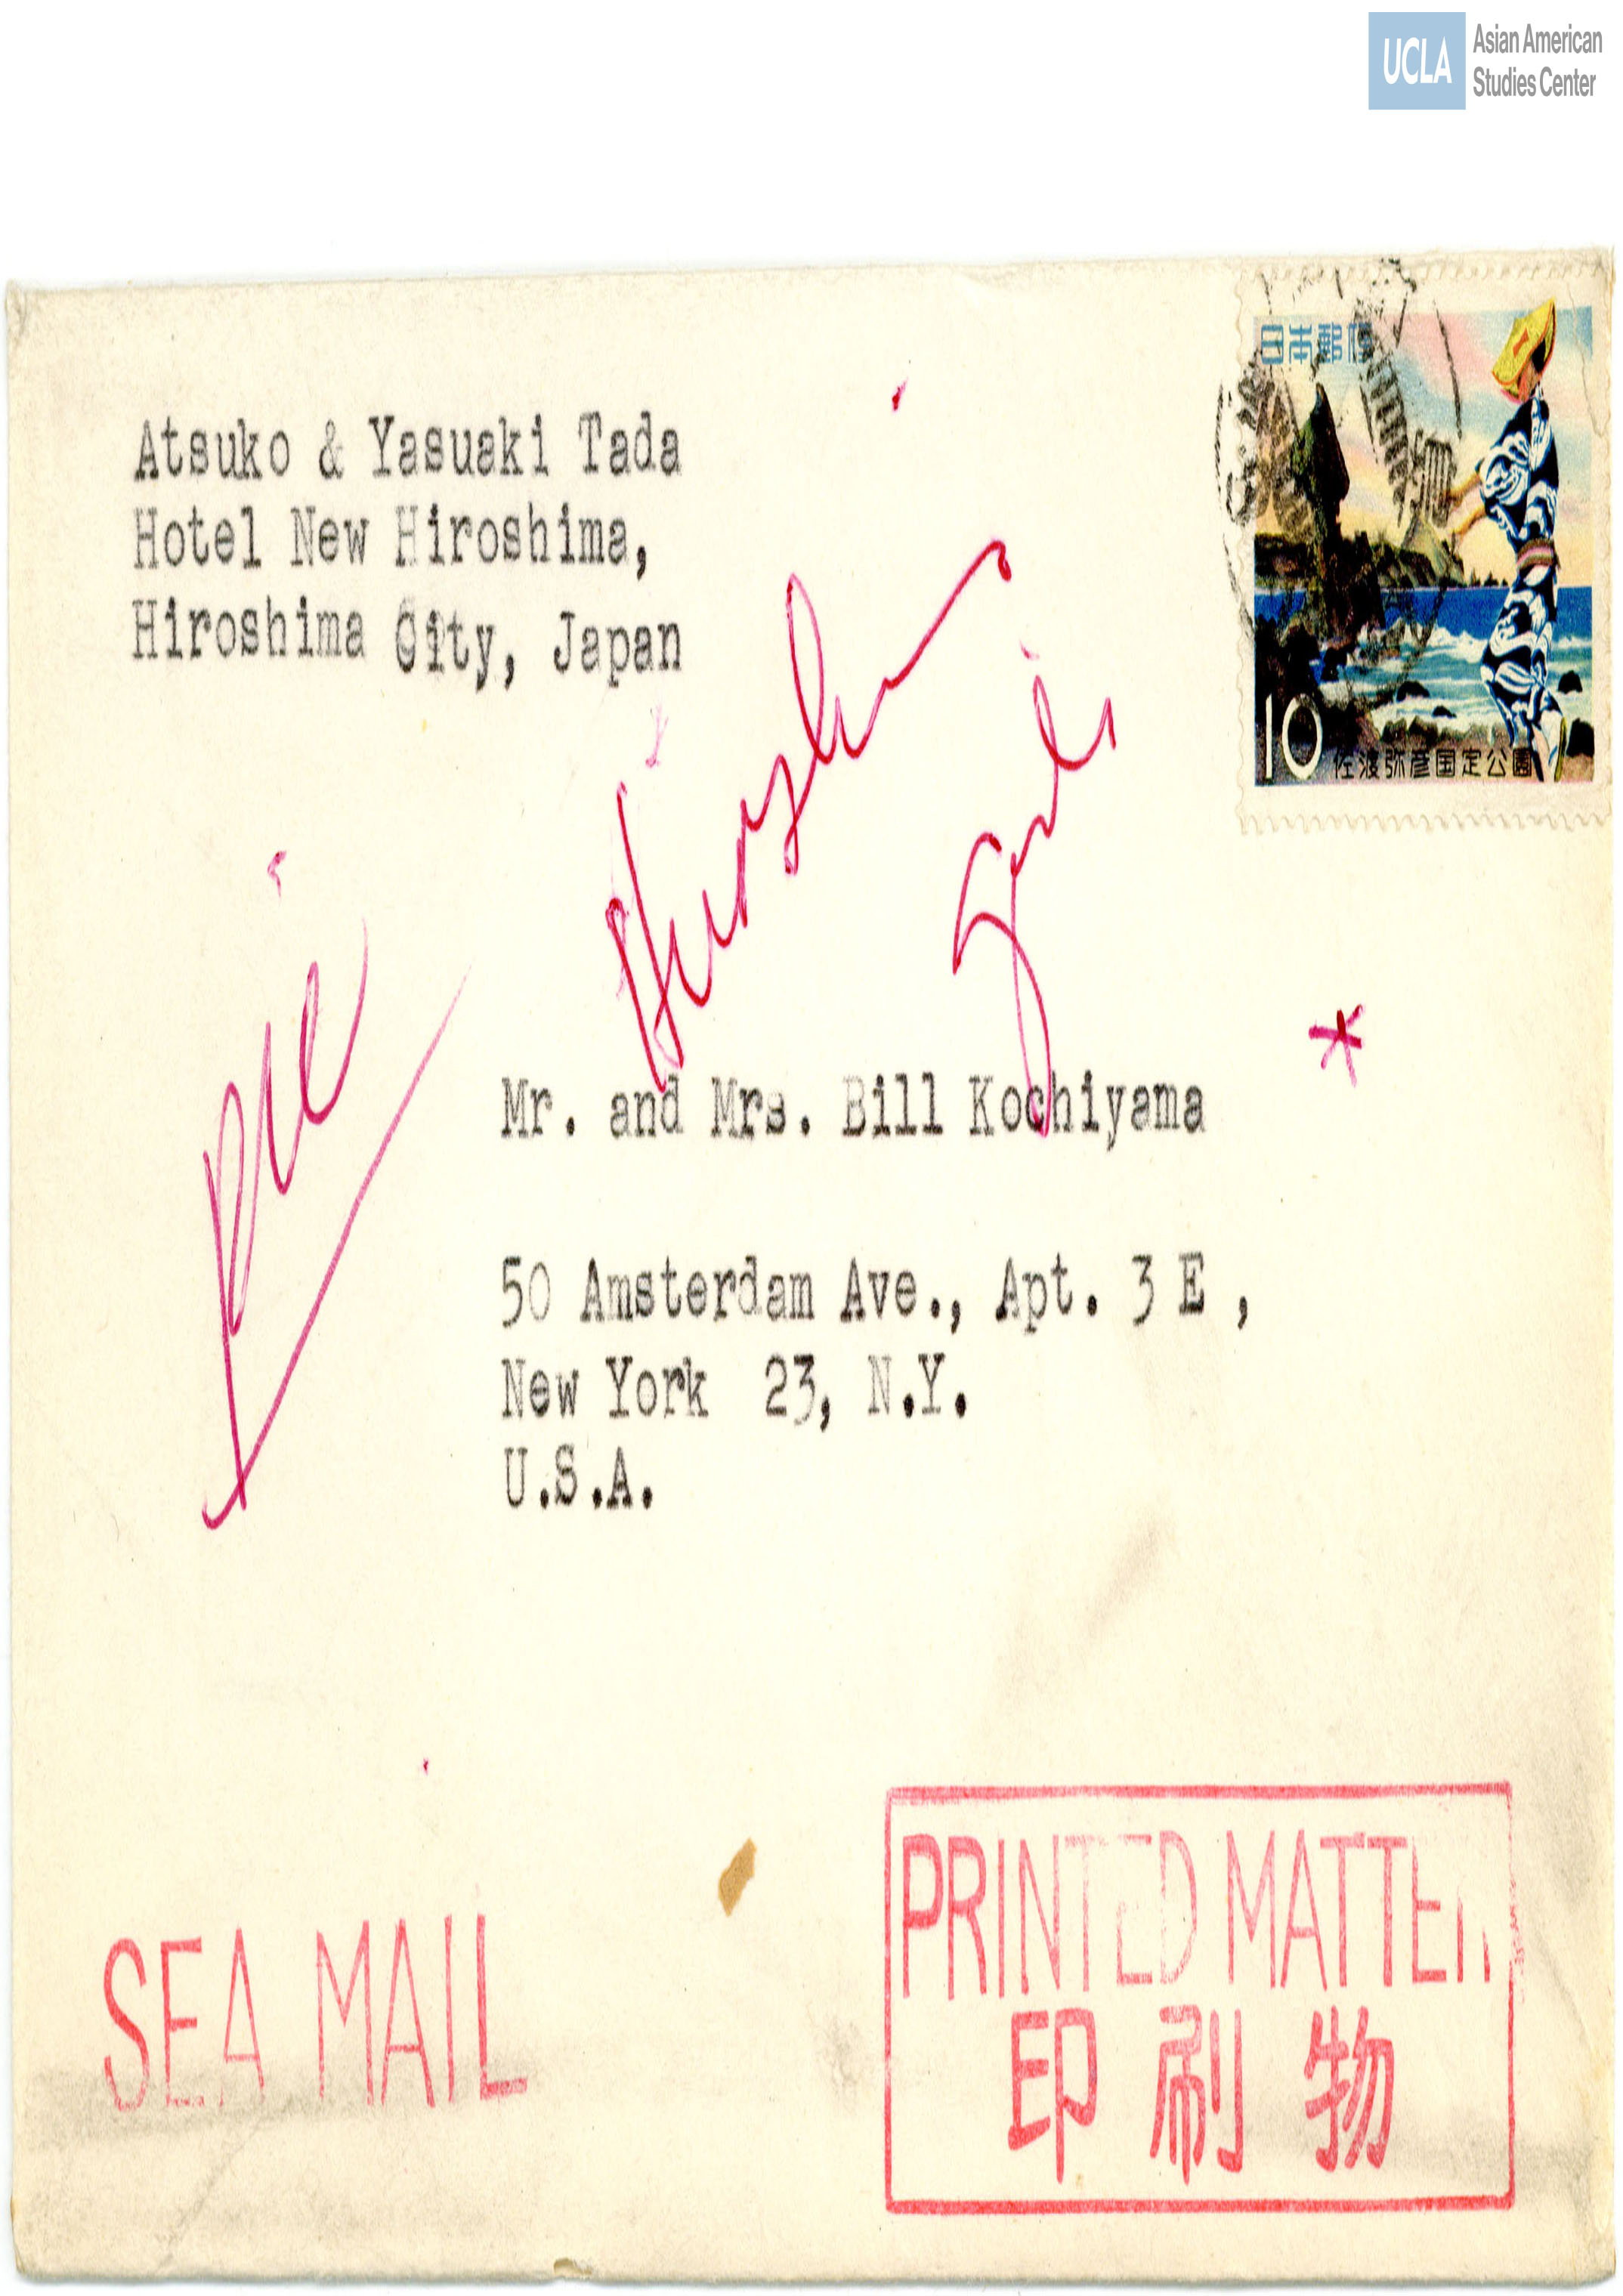 UCLA Asian American
Studies Center
日本郵便
Atsuko & Yasuaki Tada
Hotel New Hiroshima,
Hiroshima City, Japan
10 佐渡弥彦国定公園
Pic
Mr. and Mrs. Bill Kochiyama
50 Amsterdam Ave., Apt. 3 E ,
New York 23, N.Y.
U.S.A.
SEA MAIL
PRINTED MATTER
印刷物